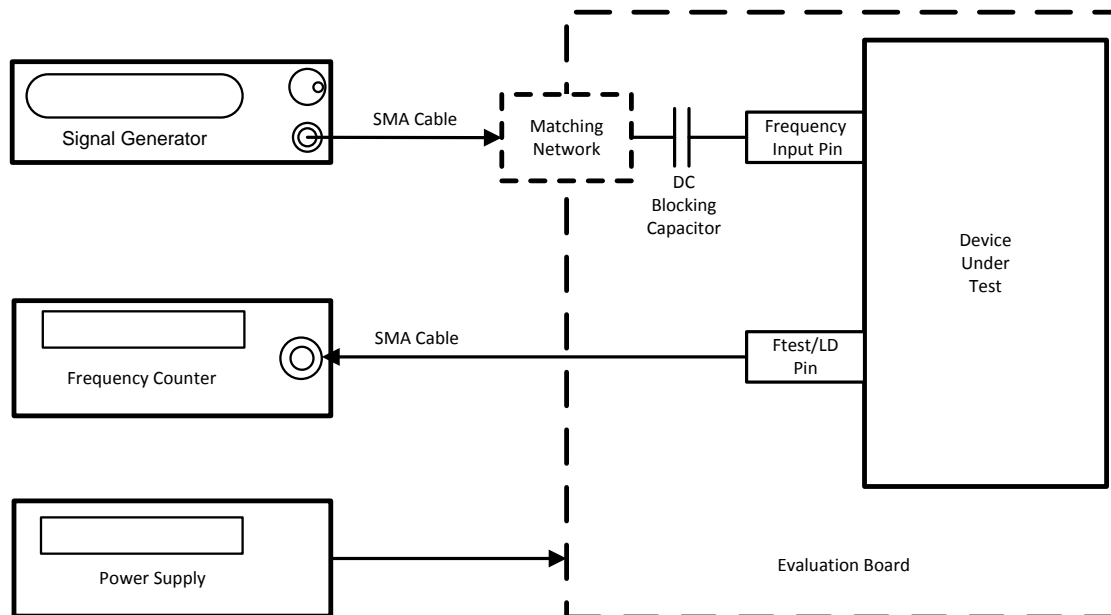 Signal Generator
SMA Cable
Matching
Network
DC
Blocking
Capacitor
Frequency
Input Pin
Device
Under
Test
Frequency Counter
SMA Cable
Ftest/LD
Pin
Power Supply
Evaluation Board